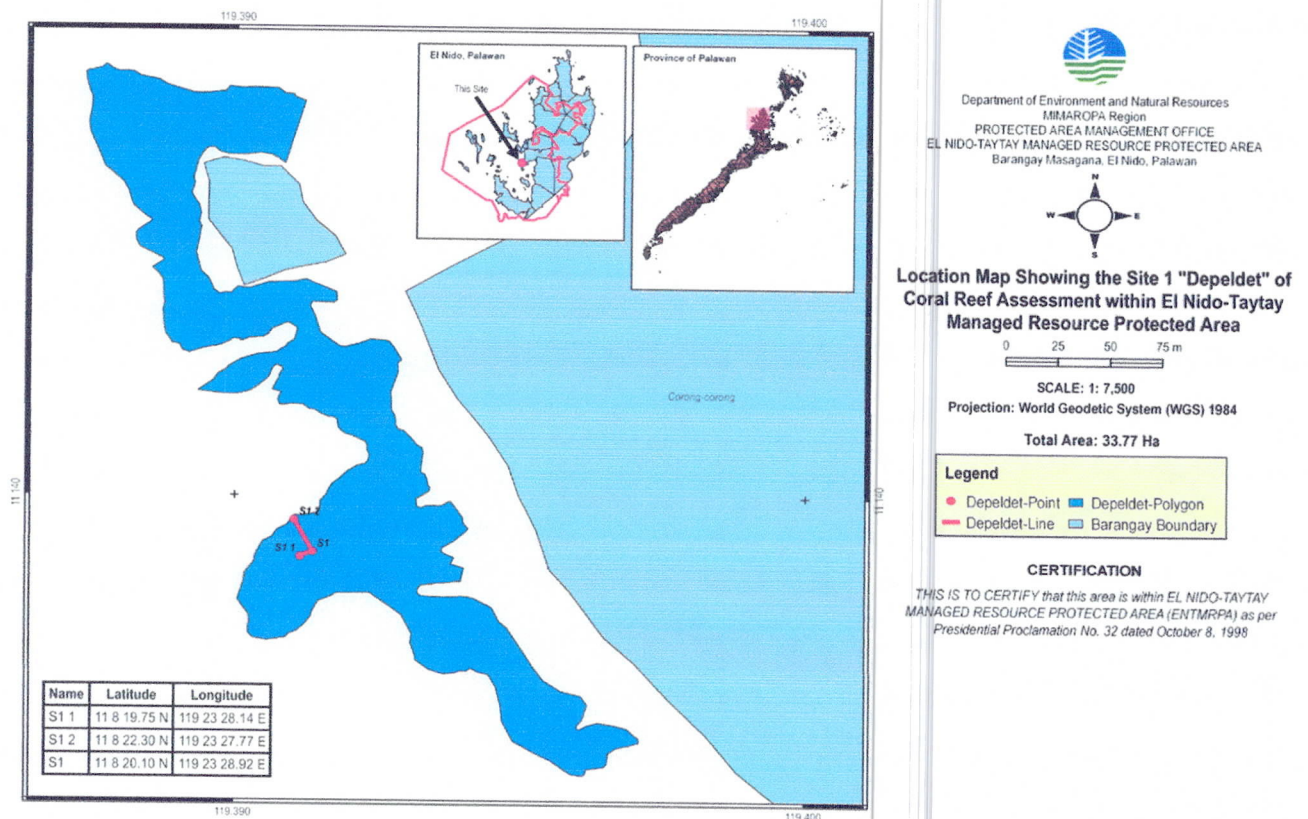 119.390
119.400
El Nido, Palawan
This Site
Province of Palawan
Corong-corong
11.140
11.140
S1 2
S1 1
S1
Name Latitude Longitude
S1 1 11 8 19.75 N 119 23 28.14 E
S1 2 11 8 22.30 N 119 23 27.77 E
S1 11 8 20.10 N 119 23 28.92 E
119.390
119.400
Department of Environment and Natural Resources
MIMAROPA Region
PROTECTED AREA MANAGEMENT OFFICE
EL NIDO-TAYTAY MANAGED RESOURCE PROTECTED AREA
Barangay Masagana, El Nido, Palawan
N
W E
S
Location Map Showing the Site 1 "Depeldet" of
Coral Reef Assessment within El Nido-Taytay
Managed Resource Protected Area
0 25 50 75 m
SCALE: 1: 7,500
Projection: World Geodetic System (WGS) 1984
Total Area: 33.77 Ha
Legend
Depeldet-Point Depeldet-Polygon
Depeldet-Line Barangay Boundary
CERTIFICATION
THIS IS TO CERTIFY that this area is within EL NIDO-TAYTAY
MANAGED RESOURCE PROTECTED AREA (ENTMRPA) as per
Presidential Proclamation No. 32 dated October 8, 1998